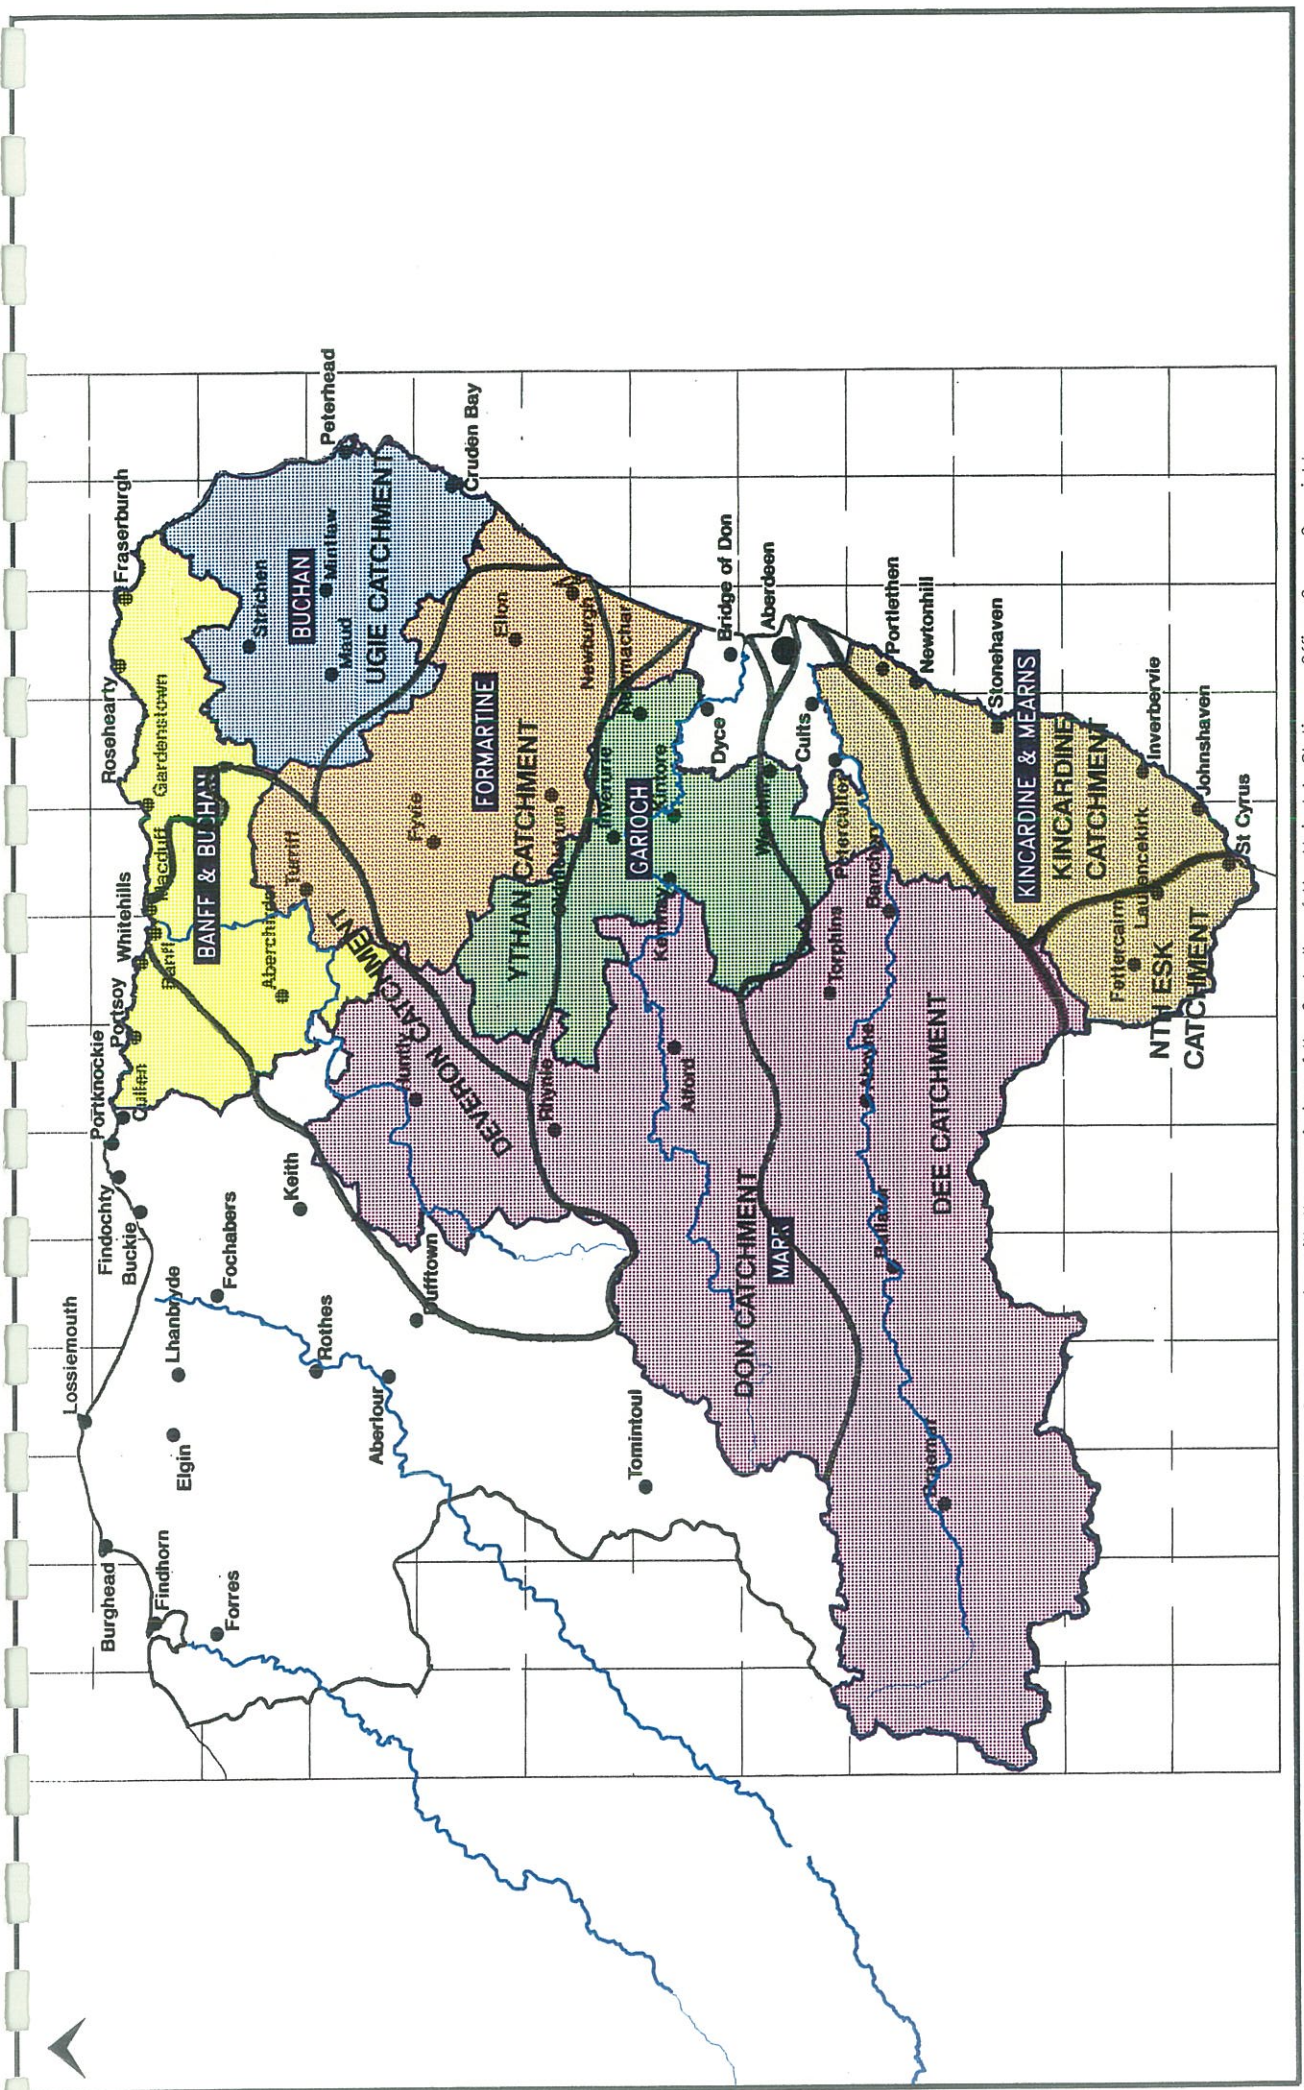 Lossiemouth
Burghead
Findhorn
Forres
Elgin
Lhanbryde
Fochabers
Rothes
Aberlour
Tomintoul
Dufftown
Keith
Buckie
Findochty
Portknockie
Cullen
Portsoy
Whitehills
Banff
Macduff
Gardenstown
Rosehearty
Fraserburgh
BANFF & BUCHAN
Aberchirder
Turriff
Strichen
BUCHAN
Mintlaw
Maud
UGIE CATCHMENT
Peterhead
Cruden Bay
FORMARTINE
Fyvie
Ellon
Newburgh
YTHAN CATCHMENT
Inverurie
GARIOCH
Kintore
Kemnay
Westhill
Dyce
Bridge of Don
Aberdeen
Cults
Peterculter
Banchory
Torphins
Huntly
DEVERON CATCHMENT
Rhynie
Alford
DON CATCHMENT
MARR
Aboyne
Ballater
Braemar
DEE CATCHMENT
Portlethen
Newtonhill
Stonehaven
KINCARDINE & MEARNS
KINCARDINE
CATCHMENT
Inverbervie
Johnshaven
St Cyrus
Laurencekirk
Fettercairn
NTH ESK
CATCHMENT